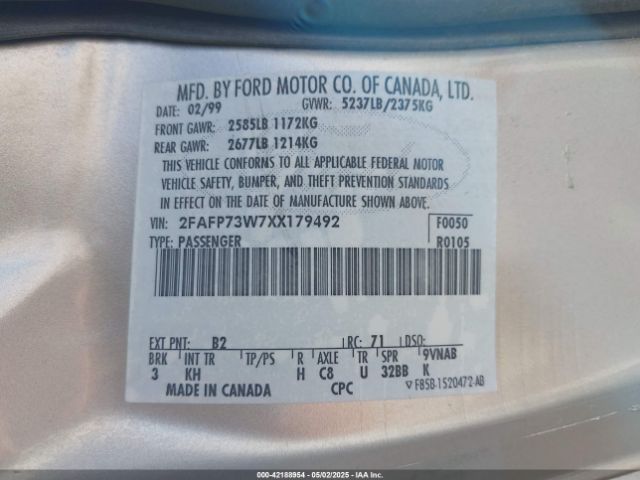 MFD. BY FORD MOTOR CO. OF CANADA, LTD.
DATE: 02/99 GVWR: 5237LB/2375KG
FRONT GAWR: 2585LB 1172KG
REAR GAWR: 2677LB 1214KG
THIS VEHICLE CONFORMS TO ALL APPLICABLE FEDERAL MOTOR
VEHICLE SAFETY, BUMPER, AND THEFT PREVENTION STANDARDS
IN EFFECT ON THE DATE OF MANUFACTURE SHOWN ABOVE.
VIN: 2FAFP73W7XX179492 F0050
TYPE: PASSENGER R0105
EXT PNT: B2 RC: 71 DSO:
BRK INT TR TP/PS R AXLE TR SPR 9VNAB
3 KH H C8 U 32BB K
MADE IN CANADA CPC F85B-1520472-AB
000-42188954 - 05/02/2025 - IAA Inc.